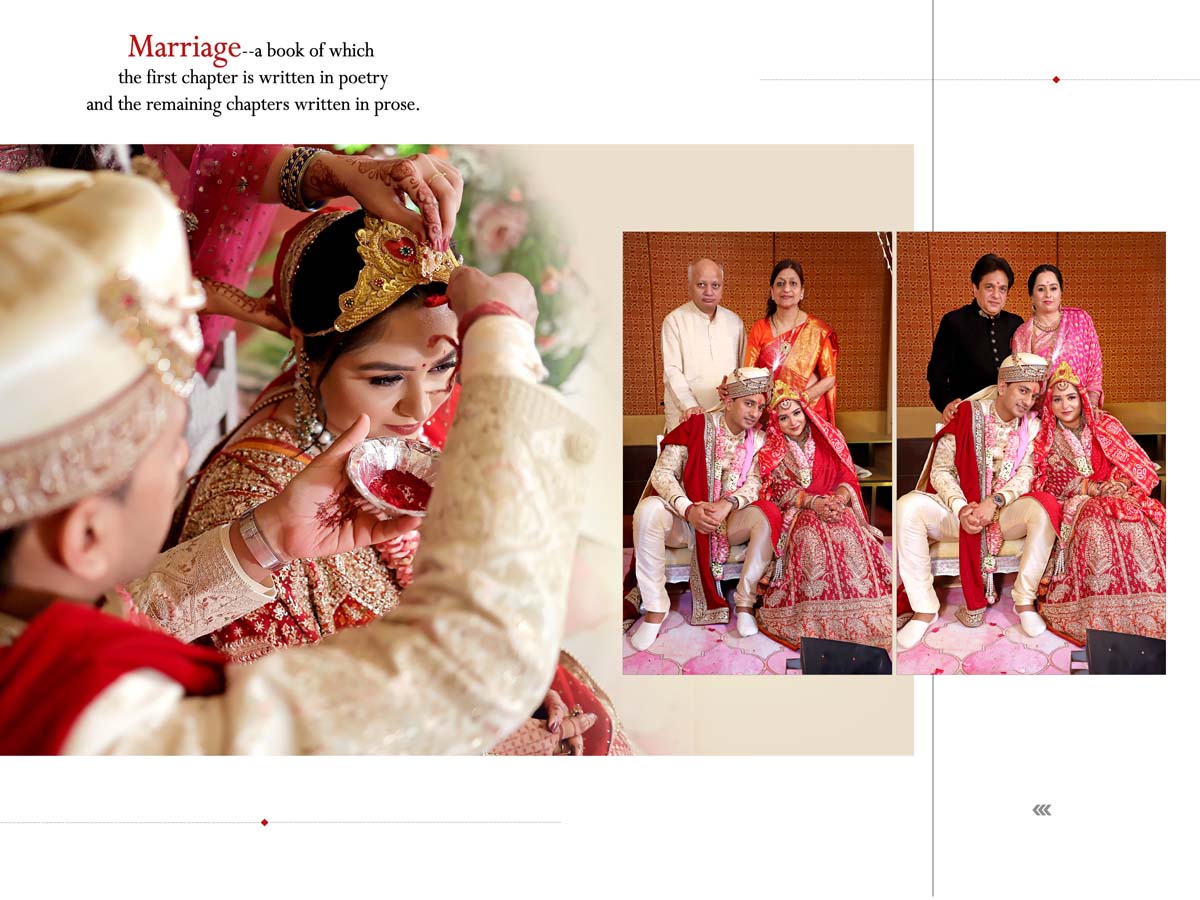 Marriage--a book of which
the first chapter is written in poetry
and the remaining chapters written in prose.